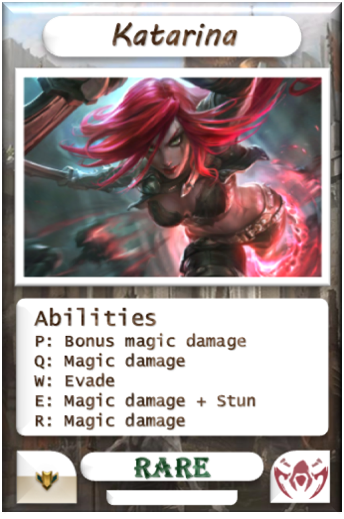 Katarina
Abilities
P: Bonus magic damage
Q: Magic damage
W: Evade
E: Magic damage + Stun
R: Magic damage
RARE